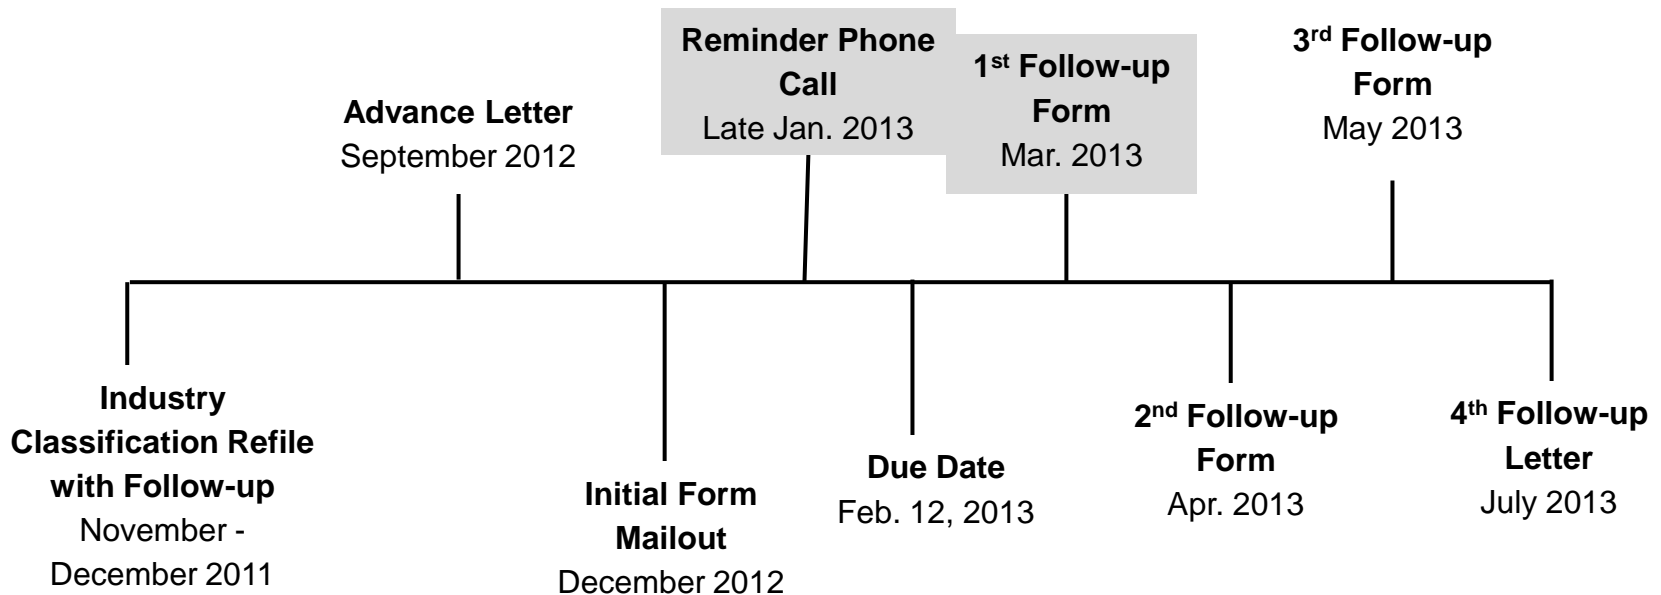 Reminder Phone
Call
Late Jan. 2013
1st Follow-up
Form
Mar. 2013
3rd Follow-up
Form
May 2013
Advance Letter
September 2012
Industry
Classification Refile
with Follow-up
November -
December 2011
Initial Form
Mailout
December 2012
Due Date
Feb. 12, 2013
2nd Follow-up
Form
Apr. 2013
4th Follow-up
Letter
July 2013